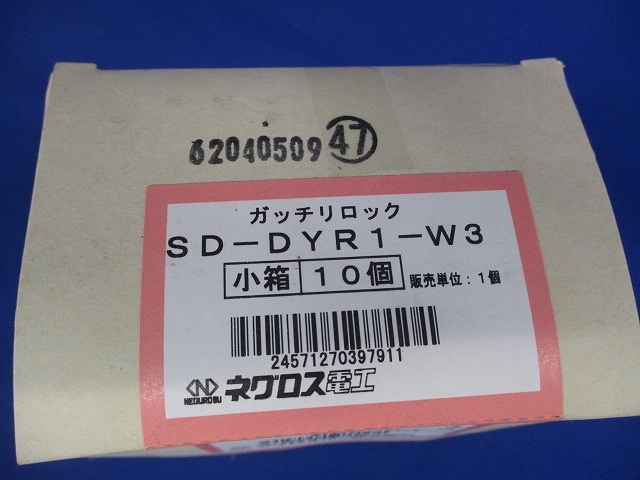 62040509 47
ガッチリロック
SD-DYR1-W3
小箱 10個 販売単位:1個
24571270397911
NEGUROSU ネグロス電工